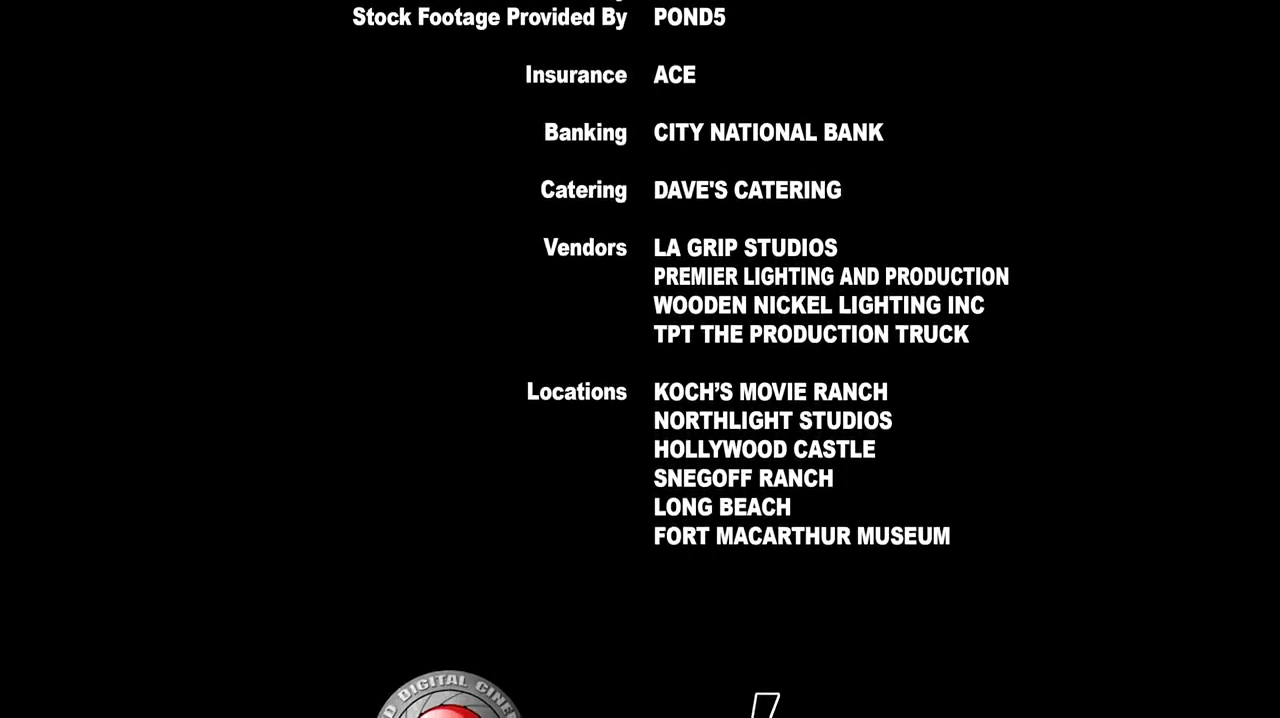 Stock Footage Provided By POND5
Insurance ACE
Banking CITY NATIONAL BANK
Catering DAVE'S CATERING
Vendors LA GRIP STUDIOS
PREMIER LIGHTING AND PRODUCTION
WOODEN NICKEL LIGHTING INC
TPT THE PRODUCTION TRUCK
Locations KOCH’S MOVIE RANCH
NORTHLIGHT STUDIOS
HOLLYWOOD CASTLE
SNEGOFF RANCH
LONG BEACH
FORT MACARTHUR MUSEUM
DIGITAL